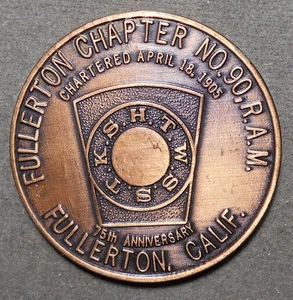 FULLERTON CHAPTER NO. 90, R.A.M.
CHARTERED APRIL 18, 1905
H.T.W.S.S.T.K.S.
75th ANNIVERSARY
FULLERTON, CALIF.